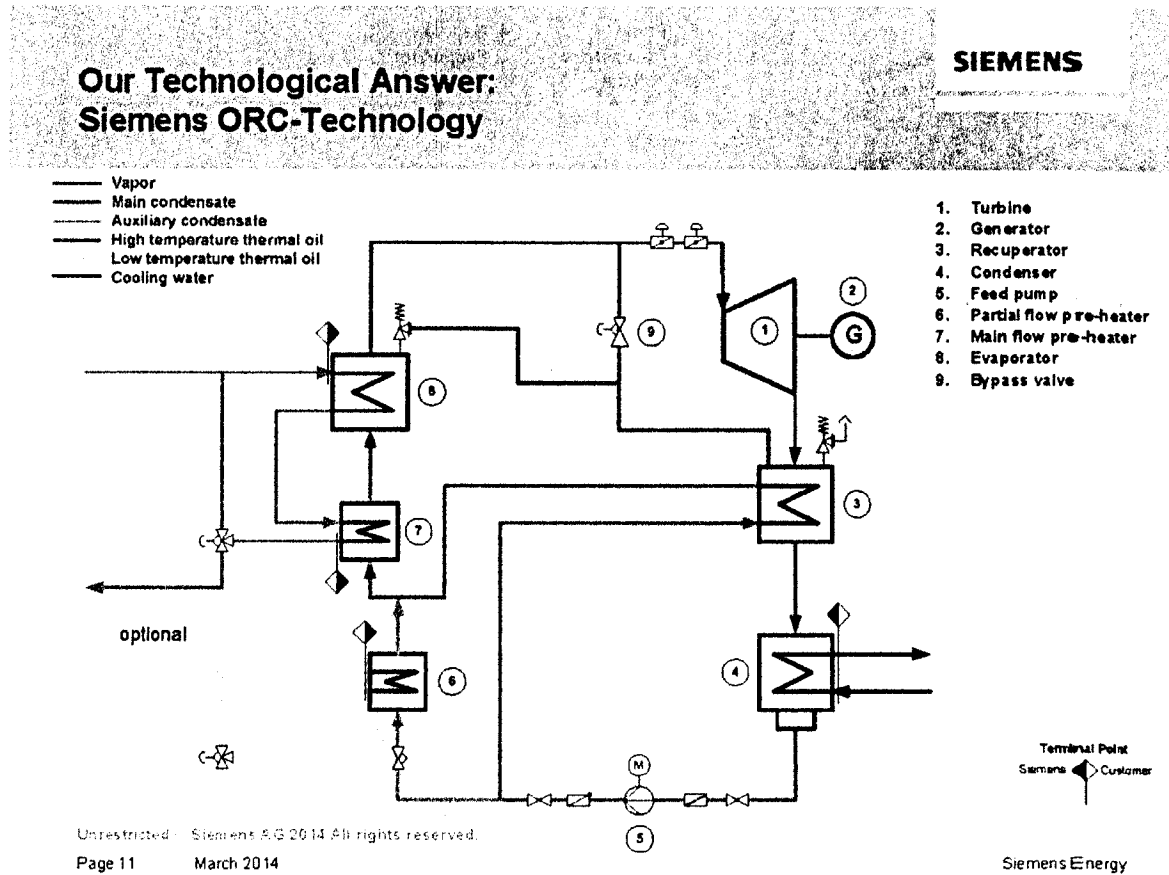 Our Technological Answer:
Siemens ORC-Technology
SIEMENS
Vapor
Main condensate
Auxiliary condensate
High temperature thermal oil
Low temperature thermal oil
Cooling water
1. Turbine
2. Generator
3. Recuperator
4. Condenser
5. Feed pump
6. Partial flow pre-heater
7. Main flow pre-heater
8. Evaporator
9. Bypass valve
2
1
G
9
8
3
7
optional
6
4
M
5
Terminal Point
Siemens Customer
Unrestricted Siemens AG 2014 All rights reserved.
Page 11 March 2014
Siemens Energy